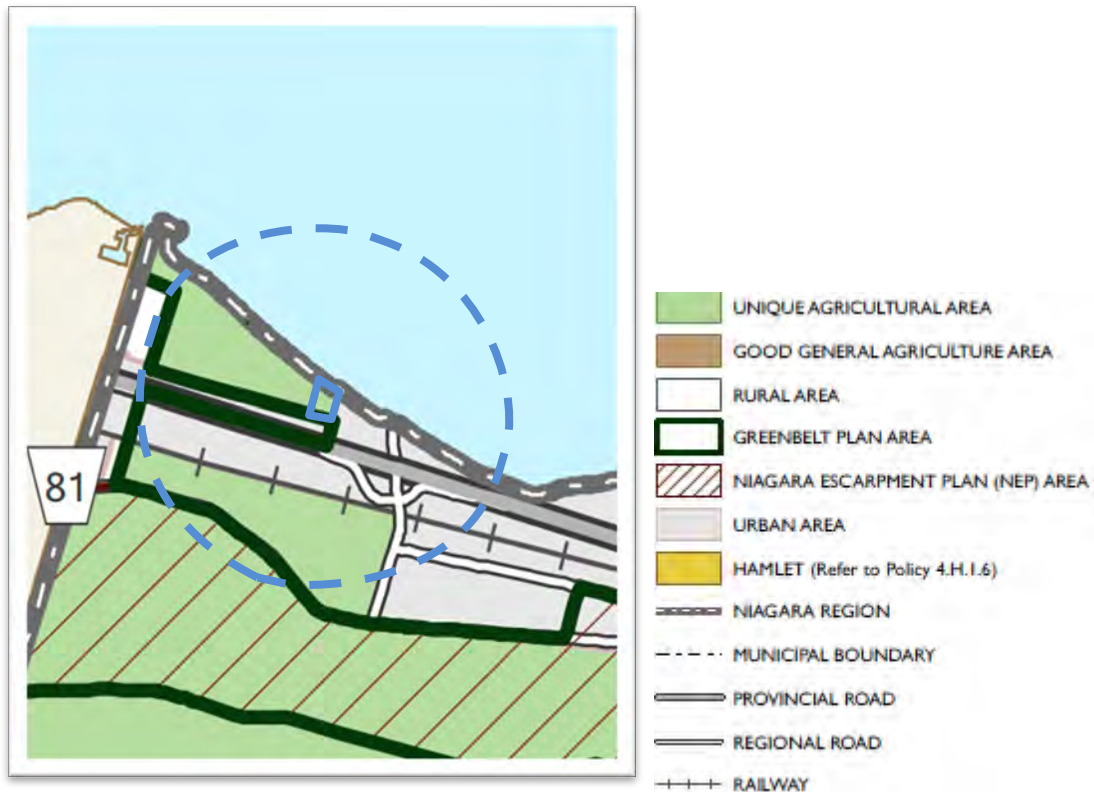 81
UNIQUE AGRICULTURAL AREA
GOOD GENERAL AGRICULTURE AREA
RURAL AREA
GREENBELT PLAN AREA
NIAGARA ESCARPMENT PLAN (NEP) AREA
URBAN AREA
HAMLET (Refer to Policy 4.H.1.6)
NIAGARA REGION
MUNICIPAL BOUNDARY
PROVINCIAL ROAD
REGIONAL ROAD
RAILWAY